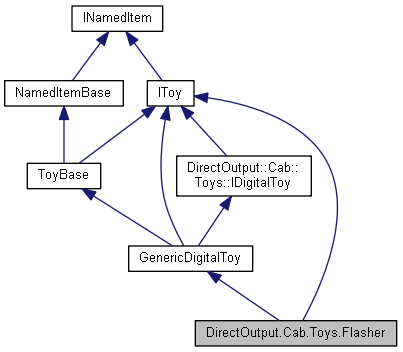 INamedItem
NamedItemBase
IToy
ToyBase
DirectOutput::Cab::
Toys::IDigitalToy
GenericDigitalToy
DirectOutput.Cab.Toys.Flasher